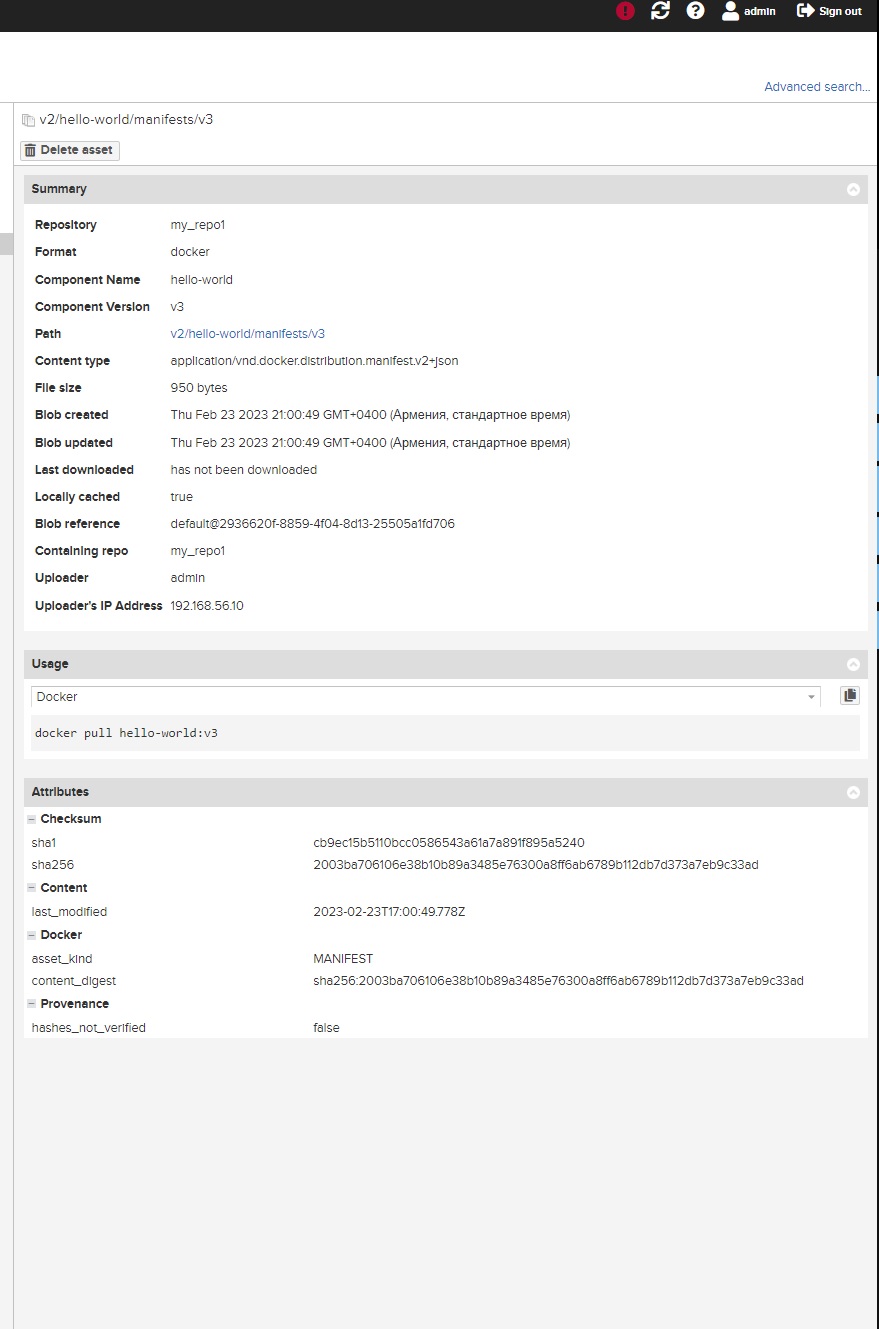 admin Sign out
Advanced search...
v2/hello-world/manifests/v3
Delete asset
Summary
Repository my_repo1
Format docker
Component Name hello-world
Component Version v3
Path v2/hello-world/manifests/v3
Content type application/vnd.docker.distribution.manifest.v2+json
File size 950 bytes
Blob created Thu Feb 23 2023 21:00:49 GMT+0400 (Армения, стандартное время)
Blob updated Thu Feb 23 2023 21:00:49 GMT+0400 (Армения, стандартное время)
Last downloaded has not been downloaded
Locally cached true
Blob reference default@2936620f-8859-4f04-8d13-25505a1fd706
Containing repo my_repo1
Uploader admin
Uploader's IP Address 192.168.56.10
Usage
Docker
docker pull hello-world:v3
Attributes
Checksum
sha1 cb9ec15b5110bcc0586543a61a7a891f895a5240
sha256 2003ba706106e38b10b89a3485e76300a8ff6ab6789b112db7d373a7eb9c33ad
Content
last_modified 2023-02-23T17:00:49.778Z
Docker
asset_kind MANIFEST
content_digest sha256:2003ba706106e38b10b89a3485e76300a8ff6ab6789b112db7d373a7eb9c33ad
Provenance
hashes_not_verified false